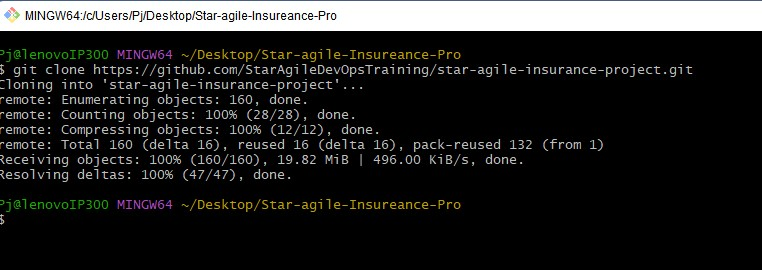 MINGW64:/c/Users/Pj/Desktop/Star-agile-Insureance-Pro
Pj@lenovoIP300 MINGW64 ~/Desktop/Star-agile-Insureance-Pro
$ git clone https://github.com/StarAgileDevOpsTraining/star-agile-insurance-project.git
Cloning into 'star-agile-insurance-project'...
remote: Enumerating objects: 160, done.
remote: Counting objects: 100% (28/28), done.
remote: Compressing objects: 100% (12/12), done.
remote: Total 160 (delta 16), reused 16 (delta 16), pack-reused 132 (from 1)
Receiving objects: 100% (160/160), 19.82 MiB | 496.00 KiB/s, done.
Resolving deltas: 100% (47/47), done.
Pj@lenovoIP300 MINGW64 ~/Desktop/Star-agile-Insureance-Pro
$